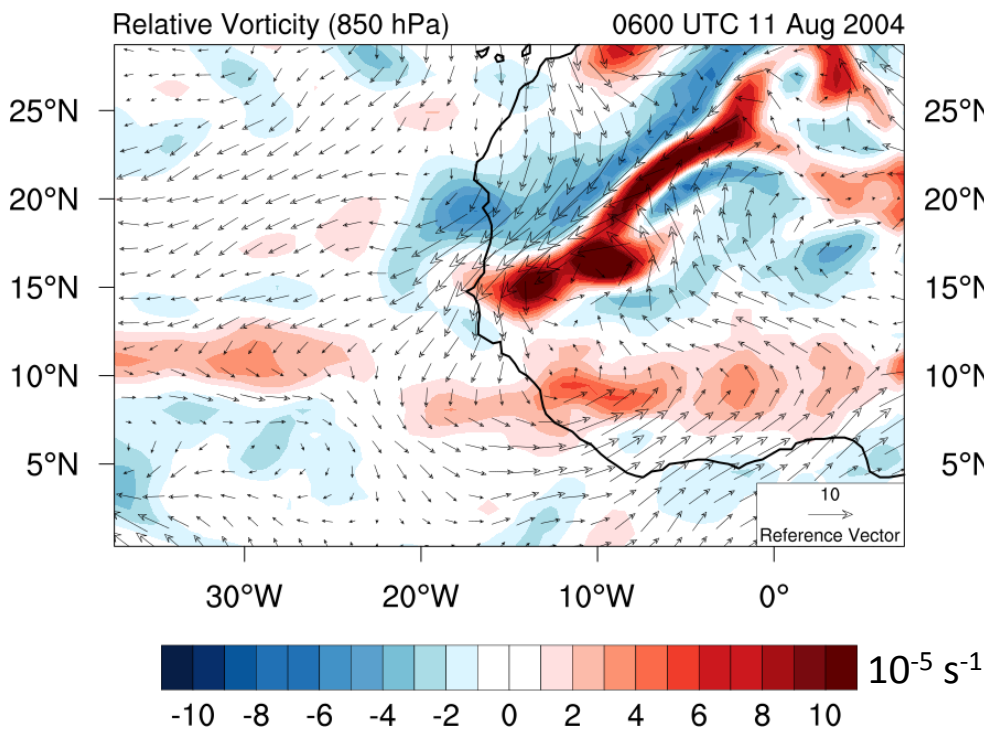 Relative Vorticity (850 hPa) 0600 UTC 11 Aug 2004
25°N 25°N
20°N 20°N
15°N 15°N
10°N 10°N
5°N 5°N
10
Reference Vector
30°W 20°W 10°W 0°
10⁻⁵ s⁻¹
-10 -8 -6 -4 -2 0 2 4 6 8 10